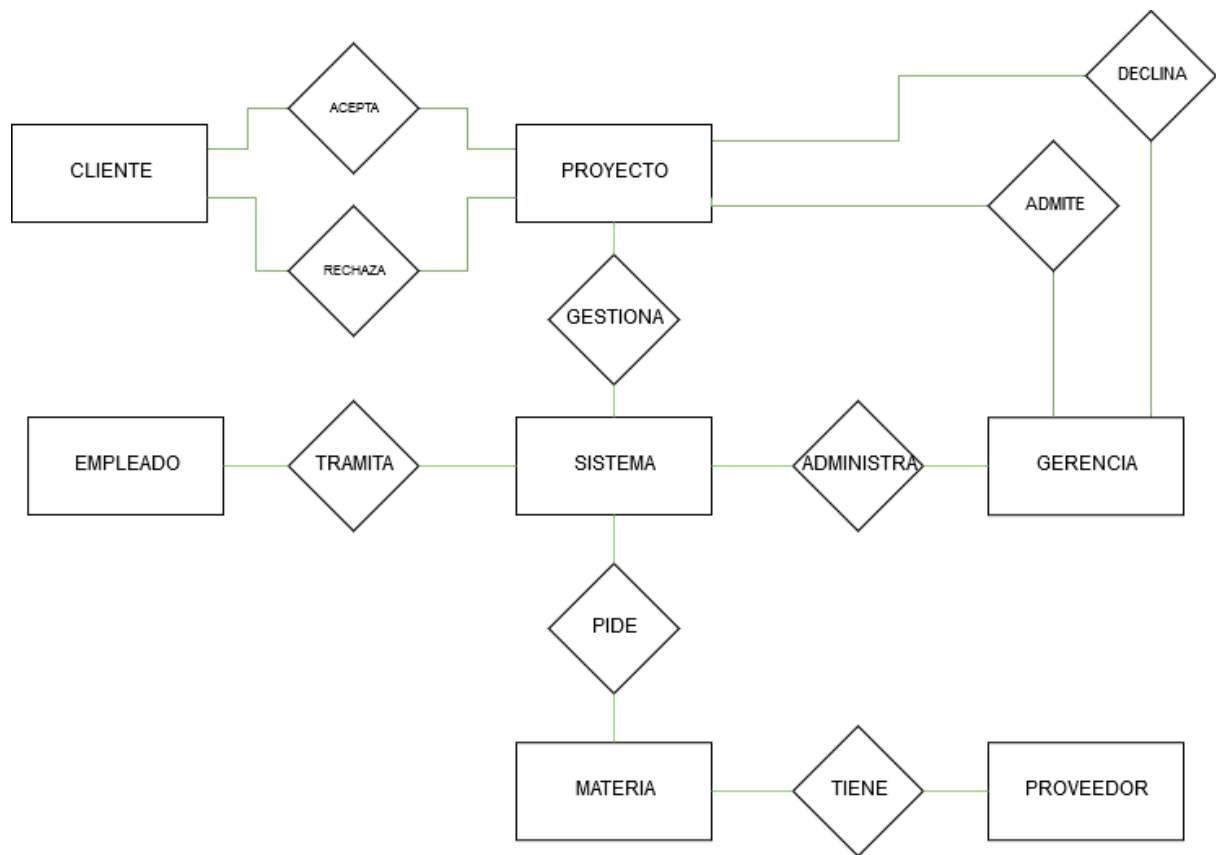 DECLINA
ACEPTA
CLIENTE
PROYECTO
ADMITE
RECHAZA
GESTIONA
EMPLEADO
TRAMITA
SISTEMA
ADMINISTRA
GERENCIA
PIDE
MATERIA
TIENE
PROVEEDOR